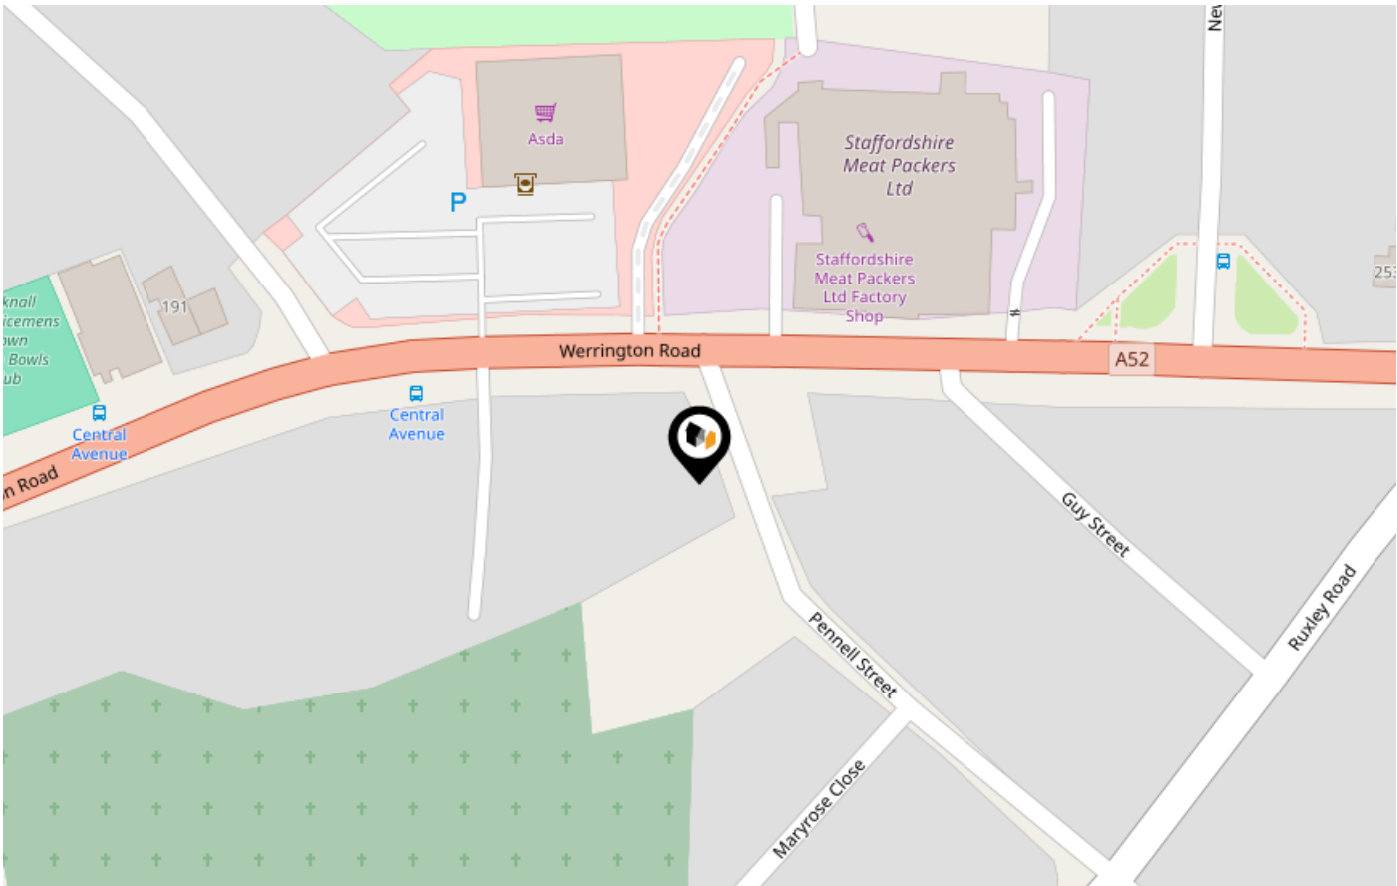 New
Asda
P
Staffordshire
Meat Packers
Ltd
Staffordshire
Meat Packers
Ltd Factory
Shop
253
191
knall
icemens
own
Bowls
ub
Werrington Road
A52
Central
Avenue
Central
Avenue
n Road
Guy Street
Ruxley Road
Pennell Street
Maryrose Close